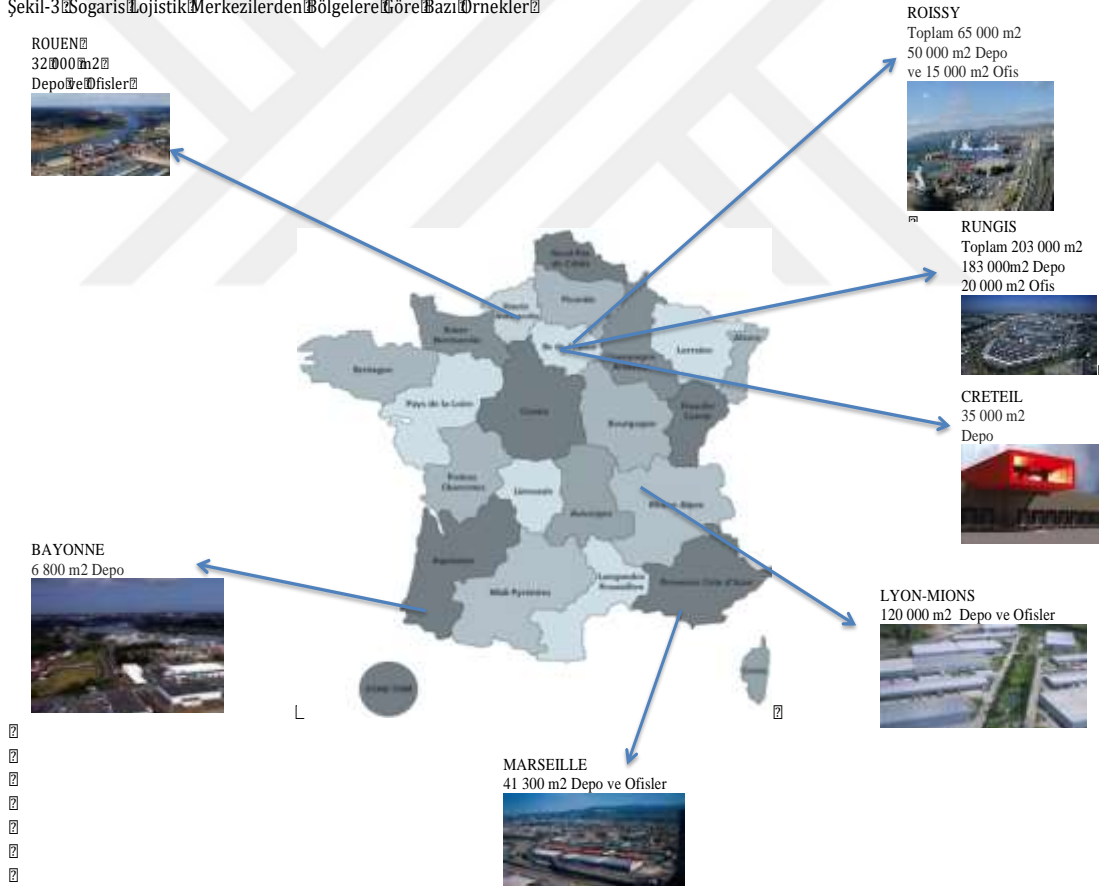 Şekil-3 Sogaris Lojistik Merkezilerden Bölgelere Göre Bazı Örnekler
ROISSY
Toplam 65 000 m2
50 000 m2 Depo
ve 15 000 m2 Ofis
ROUEN
32 000 m2
Depo ve Ofisler
RUNGIS
Toplam 203 000 m2
183 000m2 Depo
20 000 m2 Ofis
CRETEIL
35 000 m2
Depo
Picardie
Lorraine
Alsace
Bretagne
Pays de la Loire
Centre
Bourgogne
Limousin
Auvergne
Rhône-Alpes
Aquitaine
Midi-Pyrénées
BAYONNE
6 800 m2 Depo
LYON-MIONS
120 000 m2 Depo ve Ofisler
MARSEILLE
41 300 m2 Depo ve Ofisler